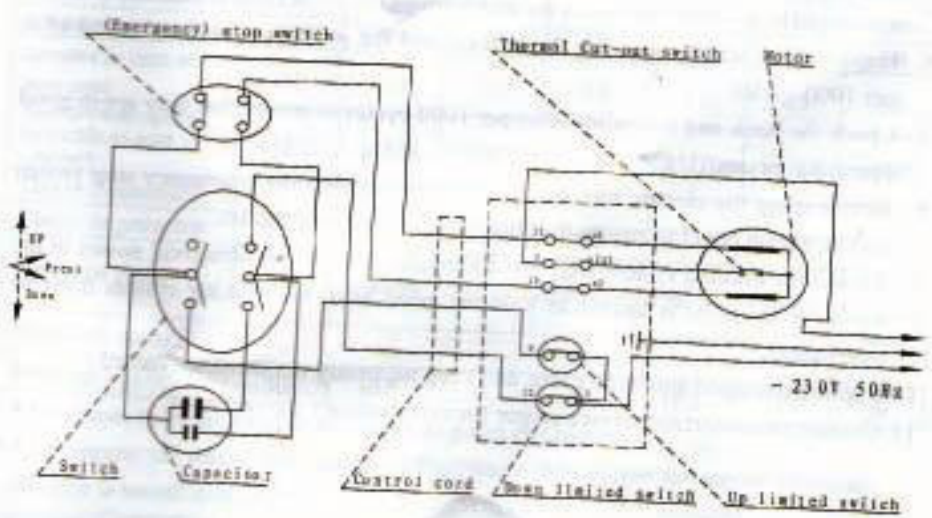 (Emergency) stop switch
Thermal Cut-out switch
Motor
UP
Press
Down
~230V 50Hz
Switch
Capacisor
Control cord
Down limited switch
Up limited switch